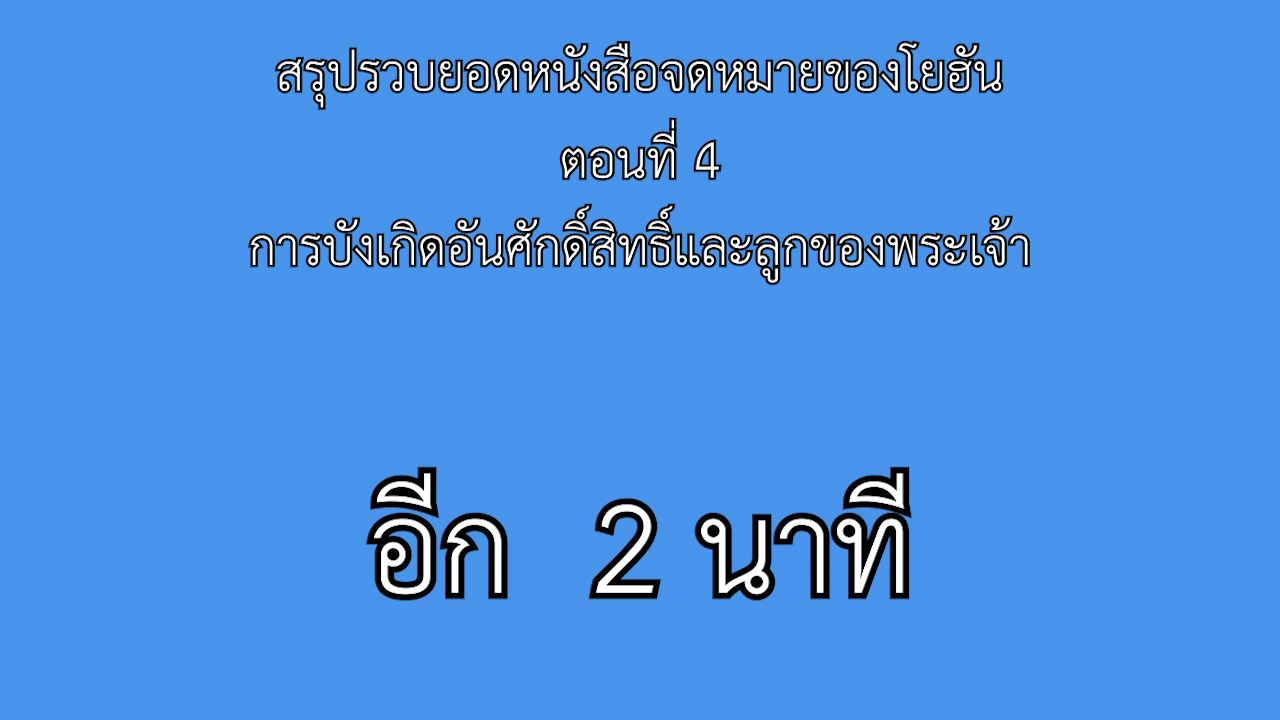 สรุปรวบยอดหนังสือจดหมายของโยฮัน
ตอนที่ 4
การบังเกิดอันศักดิ์สิทธิ์และลูกของพระเจ้า
อีก 2 นาที